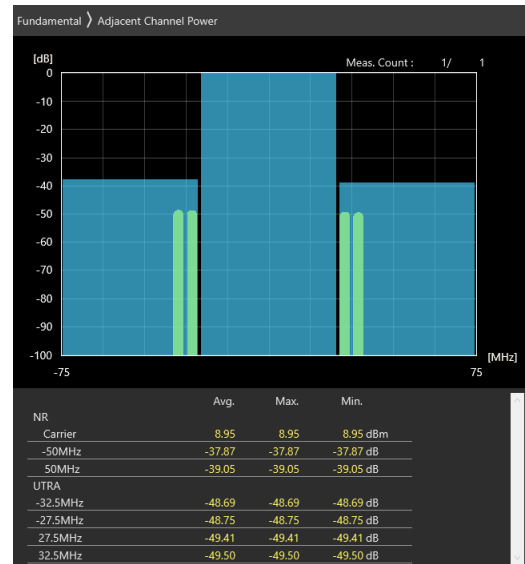 Fundamental 〉 Adjacent Channel Power
[dB] Meas. Count : 1/ 1
0
-10
-20
-30
-40
-50
-60
-70
-80
-90
-100 [MHz]
-75 75
Avg. Max. Min.
NR
Carrier 8.95 8.95 8.95 dBm
-50MHz -37.87 -37.87 -37.87 dB
50MHz -39.05 -39.05 -39.05 dB
UTRA
-32.5MHz -48.69 -48.69 -48.69 dB
-27.5MHz -48.75 -48.75 -48.75 dB
27.5MHz -49.41 -49.41 -49.41 dB
32.5MHz -49.50 -49.50 -49.50 dB